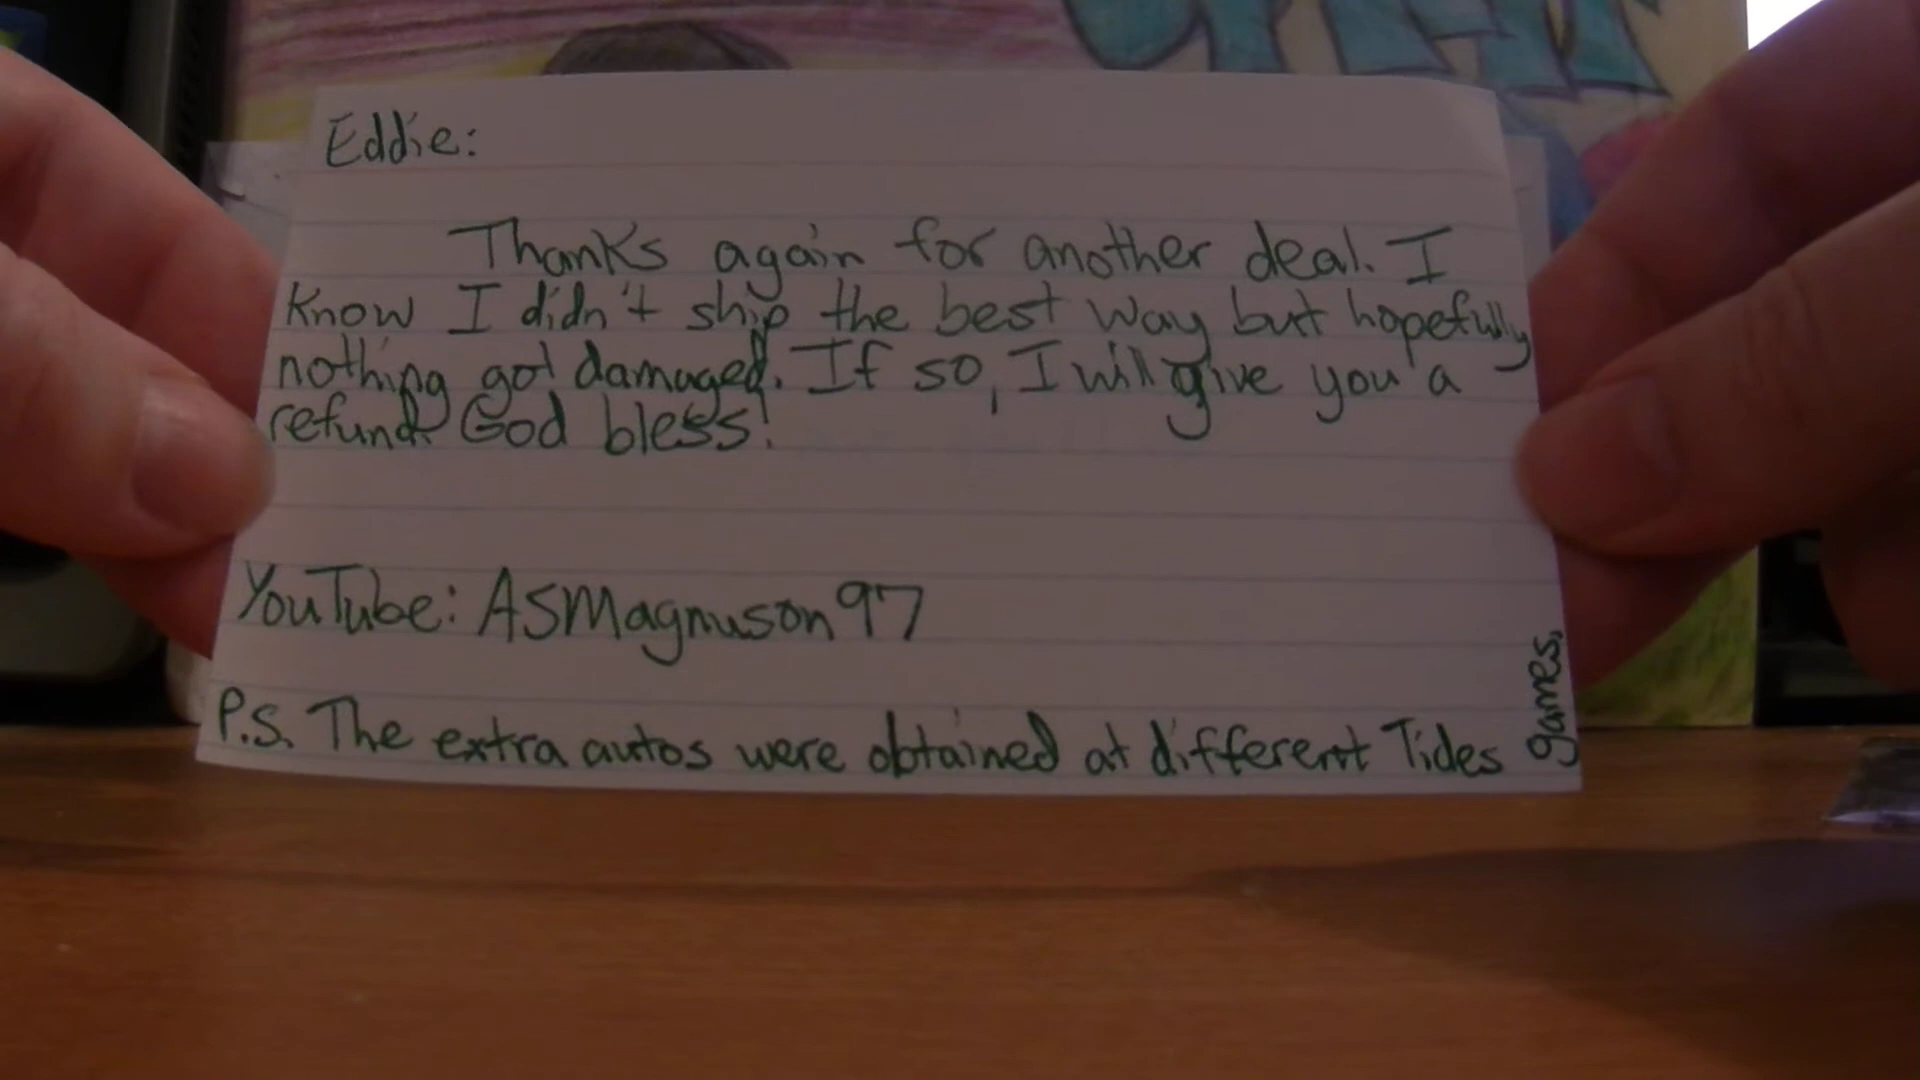 Eddie:
Thanks again for another deal. I
know I didn't ship the best way but hopefully
nothing got damaged. If so, I will give you a
refund. God bless!
YouTube: ASMagnuson97
P.S. The extra autos were obtained at different Tides
games.